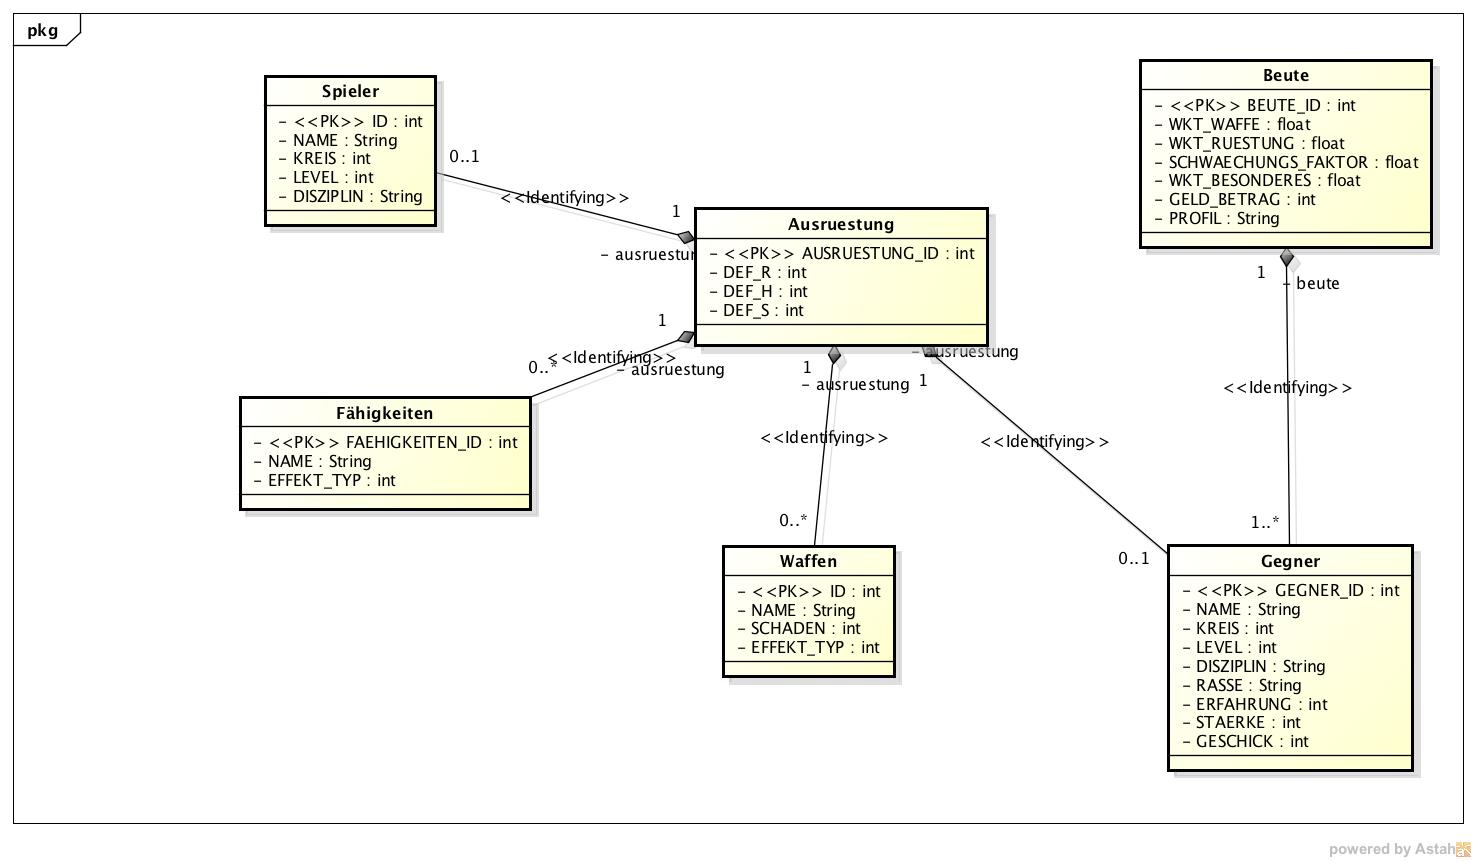 pkg
Spieler
- <<PK>> ID : int
- NAME : String
- KREIS : int
- LEVEL : int
- DISZIPLIN : String
0..1
<<Identifying>>
1
- ausruestun
Ausruestung
- <<PK>> AUSRUESTUNG_ID : int
- DEF_R : int
- DEF_H : int
- DEF_S : int
Beute
- <<PK>> BEUTE_ID : int
- WKT_WAFFE : float
- WKT_RUESTUNG : float
- SCHWAECHUNGS_FAKTOR : float
- WKT_BESONDERES : float
- GELD_BETRAG : int
- PROFIL : String
1
- beute
<<Identifying>>
1..*
1
<<Identifying>>
0..*
- ausruestung
Fähigkeiten
- <<PK>> FAEHIGKEITEN_ID : int
- NAME : String
- EFFEKT_TYP : int
1
- ausruestung
<<Identifying>>
0..*
- ausruestung
1
<<Identifying>>
0..1
Waffen
- <<PK>> ID : int
- NAME : String
- SCHADEN : int
- EFFEKT_TYP : int
Gegner
- <<PK>> GEGNER_ID : int
- NAME : String
- KREIS : int
- LEVEL : int
- DISZIPLIN : String
- RASSE : String
- ERFAHRUNG : int
- STAERKE : int
- GESCHICK : int
powered by Astah